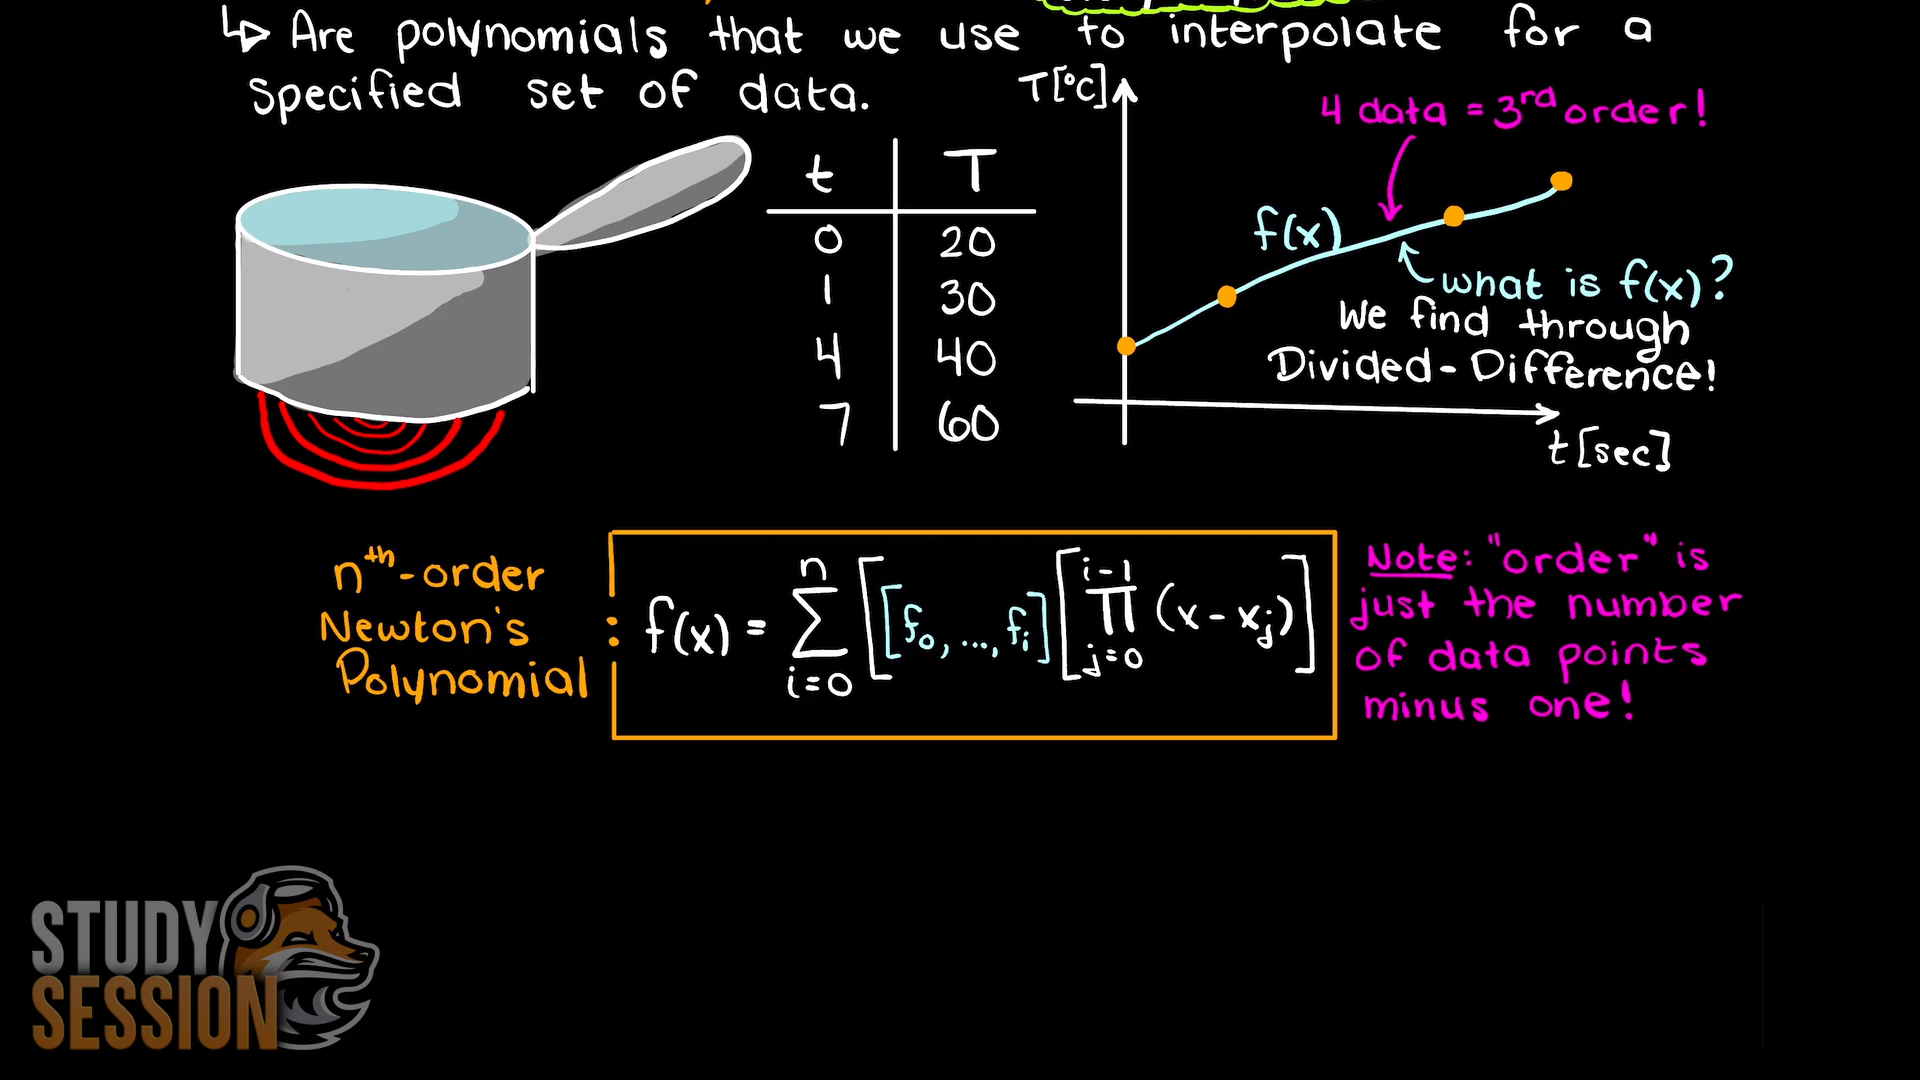 Are polynomials that we use to interpolate for a
specified set of data.
T[°C]
4 data = 3rd order!
t T
0 20
1 30
4 40
7 60
f(x)
what is f(x)?
We find through
Divided-Difference!
t[sec]
nth-order
Newton's
Polynomial
:
f(x) = n∑i=0 [[f0, ..., fi] [i-1∏j=0 (x - xj)]
Note: "order" is
just the number
of data points
minus one!
STUDY
SESSION